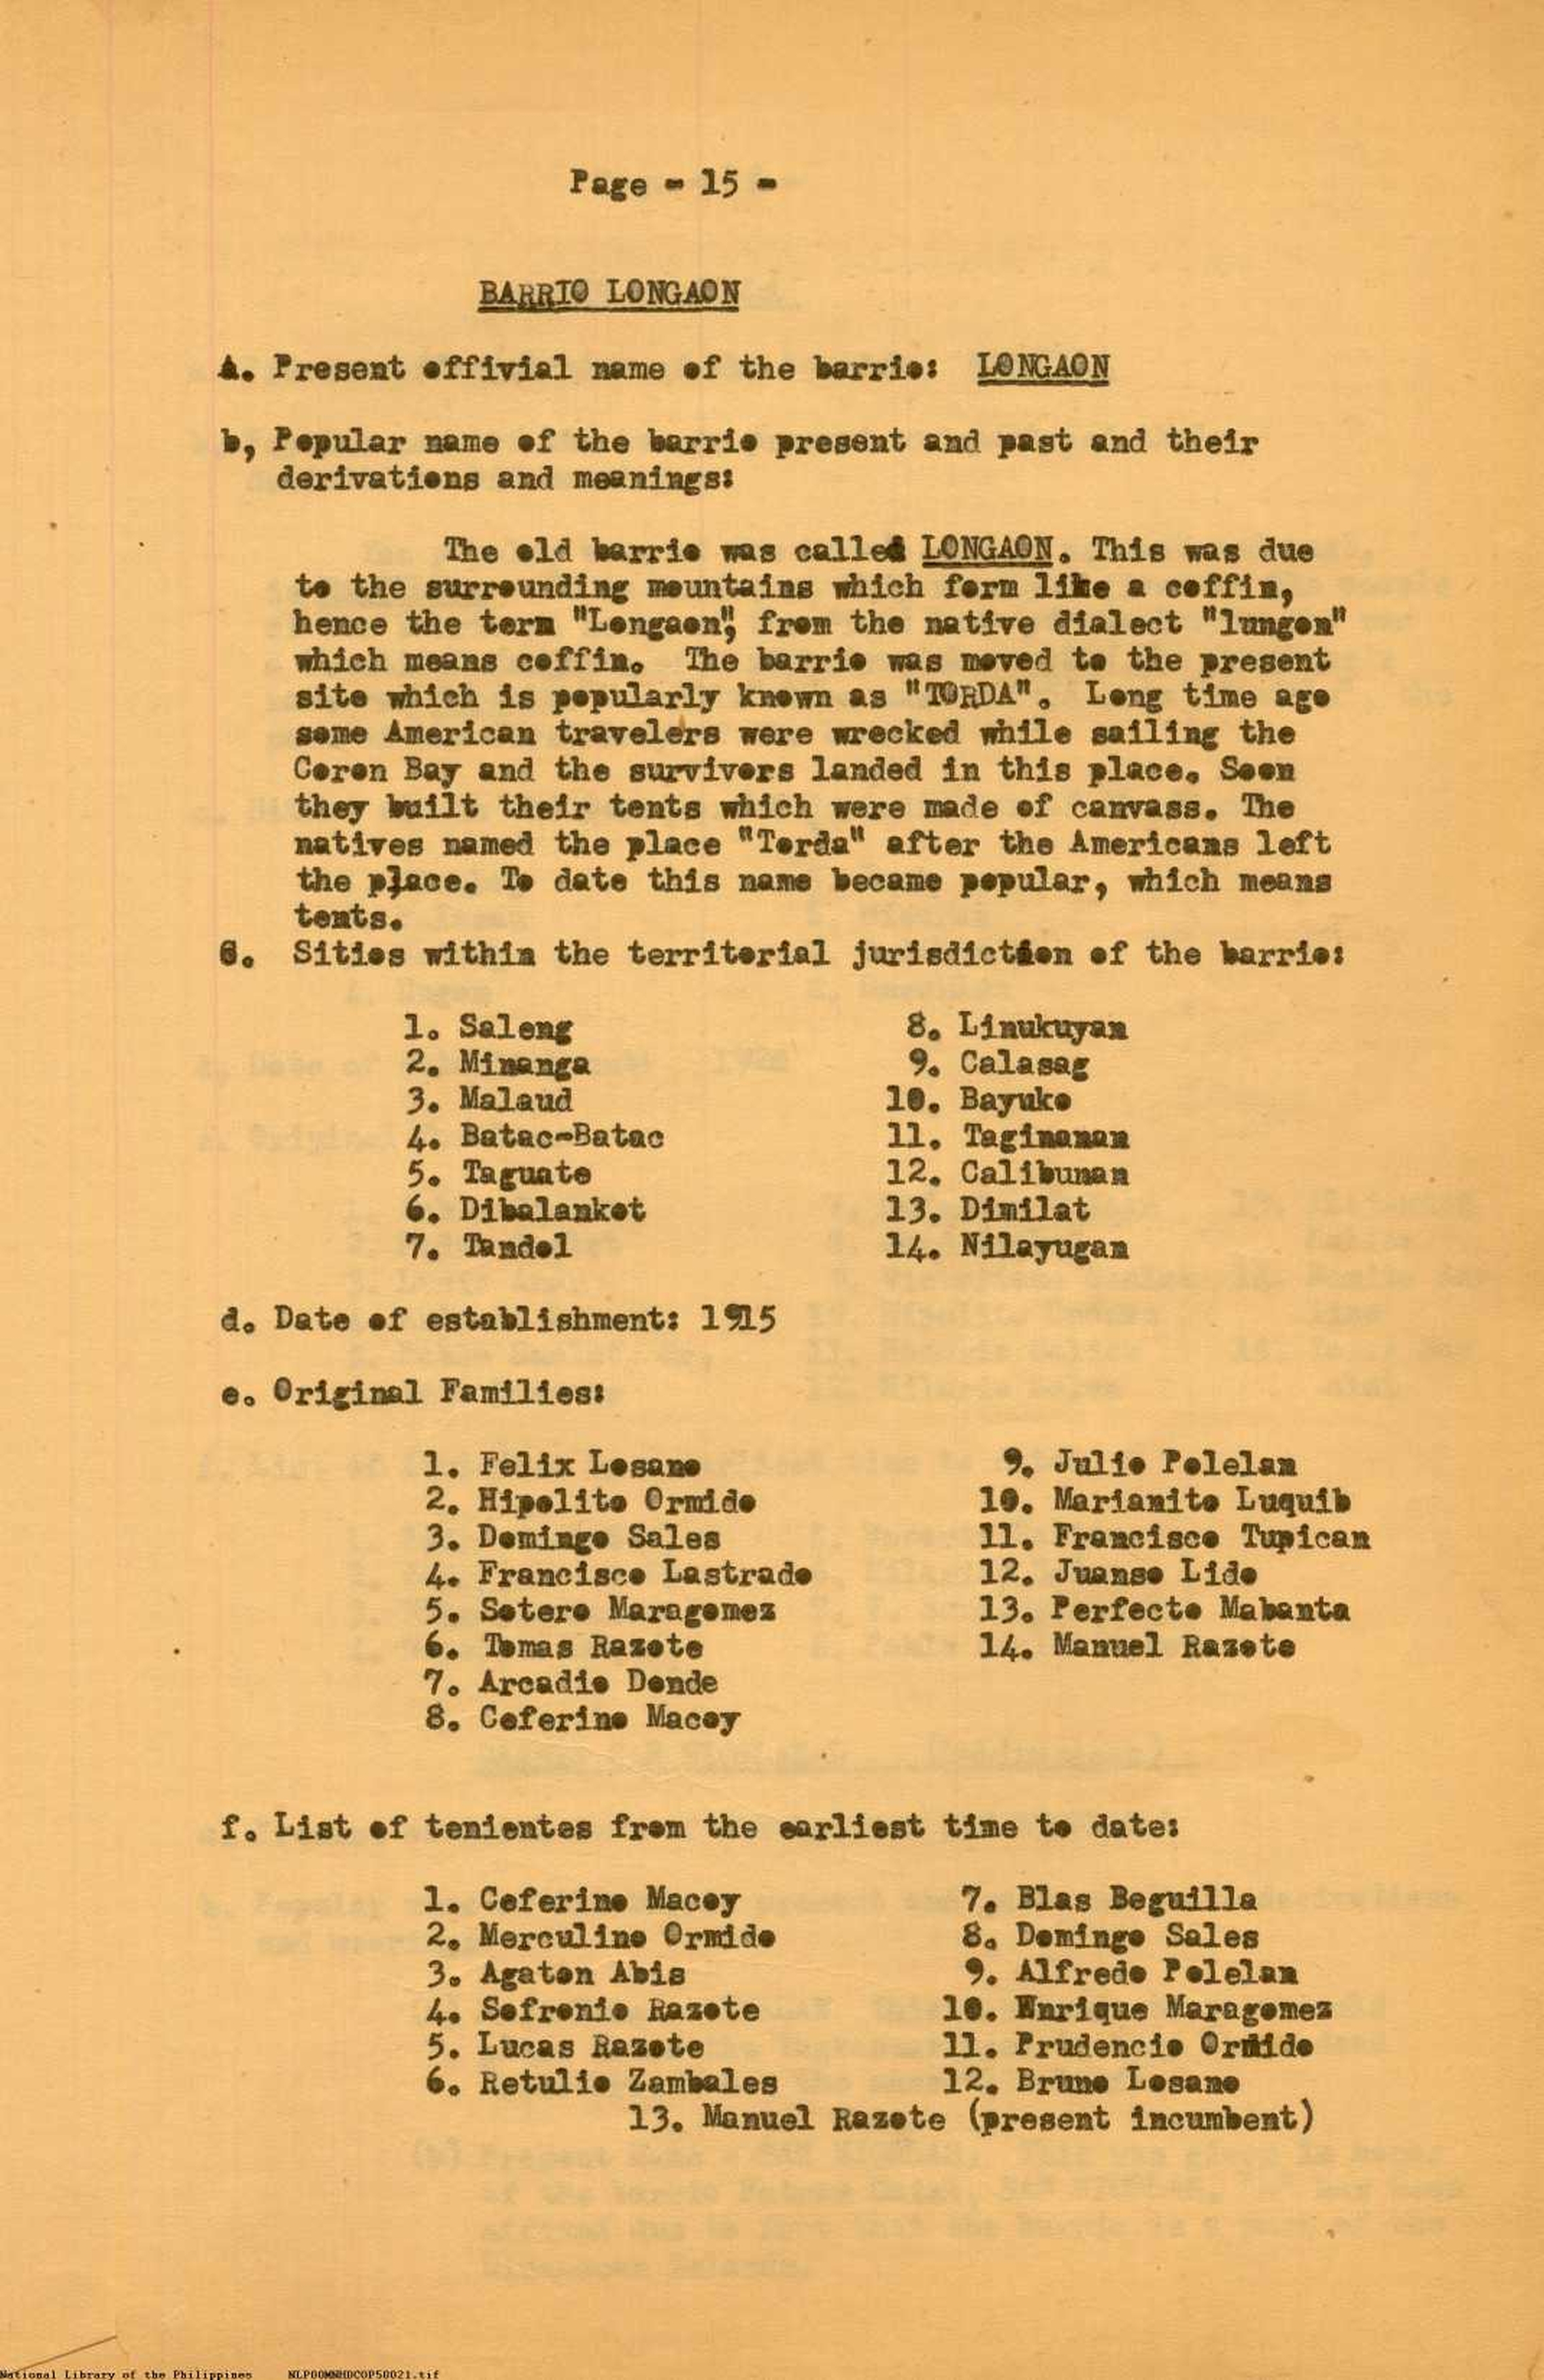 Page - 15 -
BARRIO LONGAON
A. Present offivial name of the barrio: LONGAON
b, Popular name of the barrio present and past and their
derivations and meanings:
The old barrio was called LONGAON. This was due
to the surrounding mountains which form like a coffin,
hence the term "Longaon", from the native dialect "lungon"
which means coffin. The barrio was moved to the present
site which is popularly known as "TORDA". Long time ago
some American travelers were wrecked while sailing the
Coron Bay and the survivors landed in this place. Soon
they built their tents which were made of canvass. The
natives named the place "Torda" after the Americans left
the place. To date this name became popular, which means
tents.
C. Sitios within the territorial jurisdiction of the barrio:
1. Salong
2. Minanga
3. Malaud
4. Batac-Batac
5. Taguate
6. Dibalanket
7. Tandol
8. Linukuyan
9. Calasag
10. Bayuko
11. Taginanan
12. Calibunan
13. Dimilat
14. Nilayugan
d. Date of establishment: 1915
e. Original Families:
1. Felix Losano
2. Hipolito Ormido
3. Domingo Sales
4. Francisco Lastrado
5. Sotero Maragomez
6. Tomas Razote
7. Arcadio Donde
8. Ceferino Macoy
9. Julio Polelan
10. Marianito Luquib
11. Francisco Tupican
12. Juanso Lido
13. Perfecto Mabanta
14. Manuel Razote
f. List of tenientes from the earliest time to date:
1. Ceferino Macoy
2. Merculino Ormido
3. Agaton Abis
4. Sofronio Razote
5. Lucas Razote
6. Retulio Zambales
7. Blas Beguilla
8. Domingo Sales
9. Alfredo Polelan
10. Enrique Maragomez
11. Prudencio Ormido
12. Bruno Losano
13. Manuel Razote (present incumbent)
National Library of the Philippines NLP00MNHDCOP50021.tif